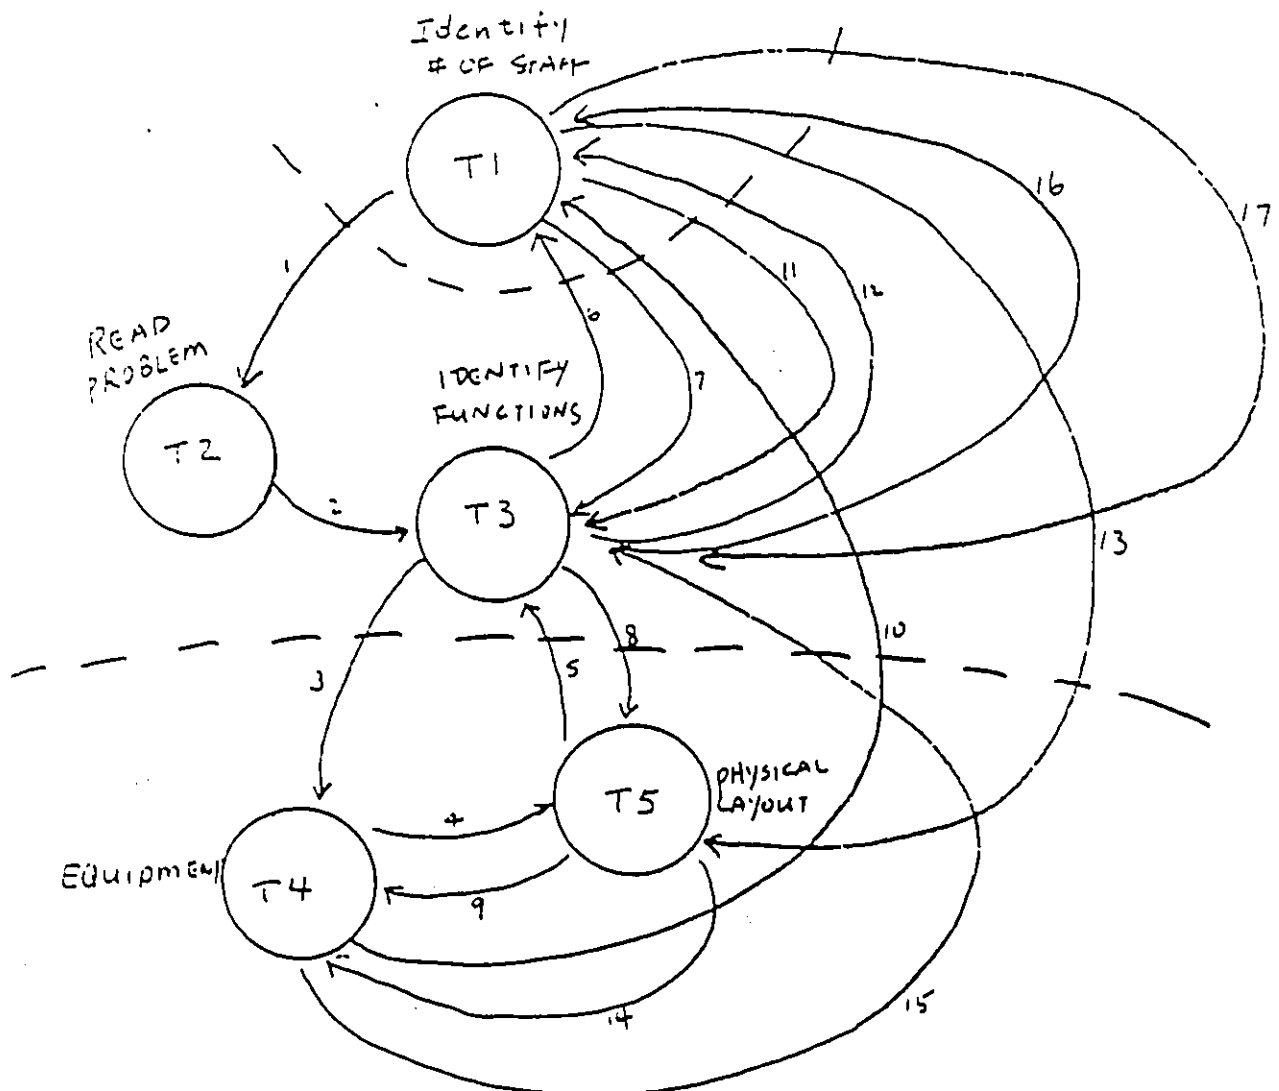 Identify
# OF STAFF
T1
16
17
11
12
1
6
READ
PROBLEM
IDENTIFY
FUNCTIONS
7
T2
T3
2
13
10
8
3
5
PHYSICAL
LAYOUT
T5
4
EQUIPMENT
T4
9
15
14